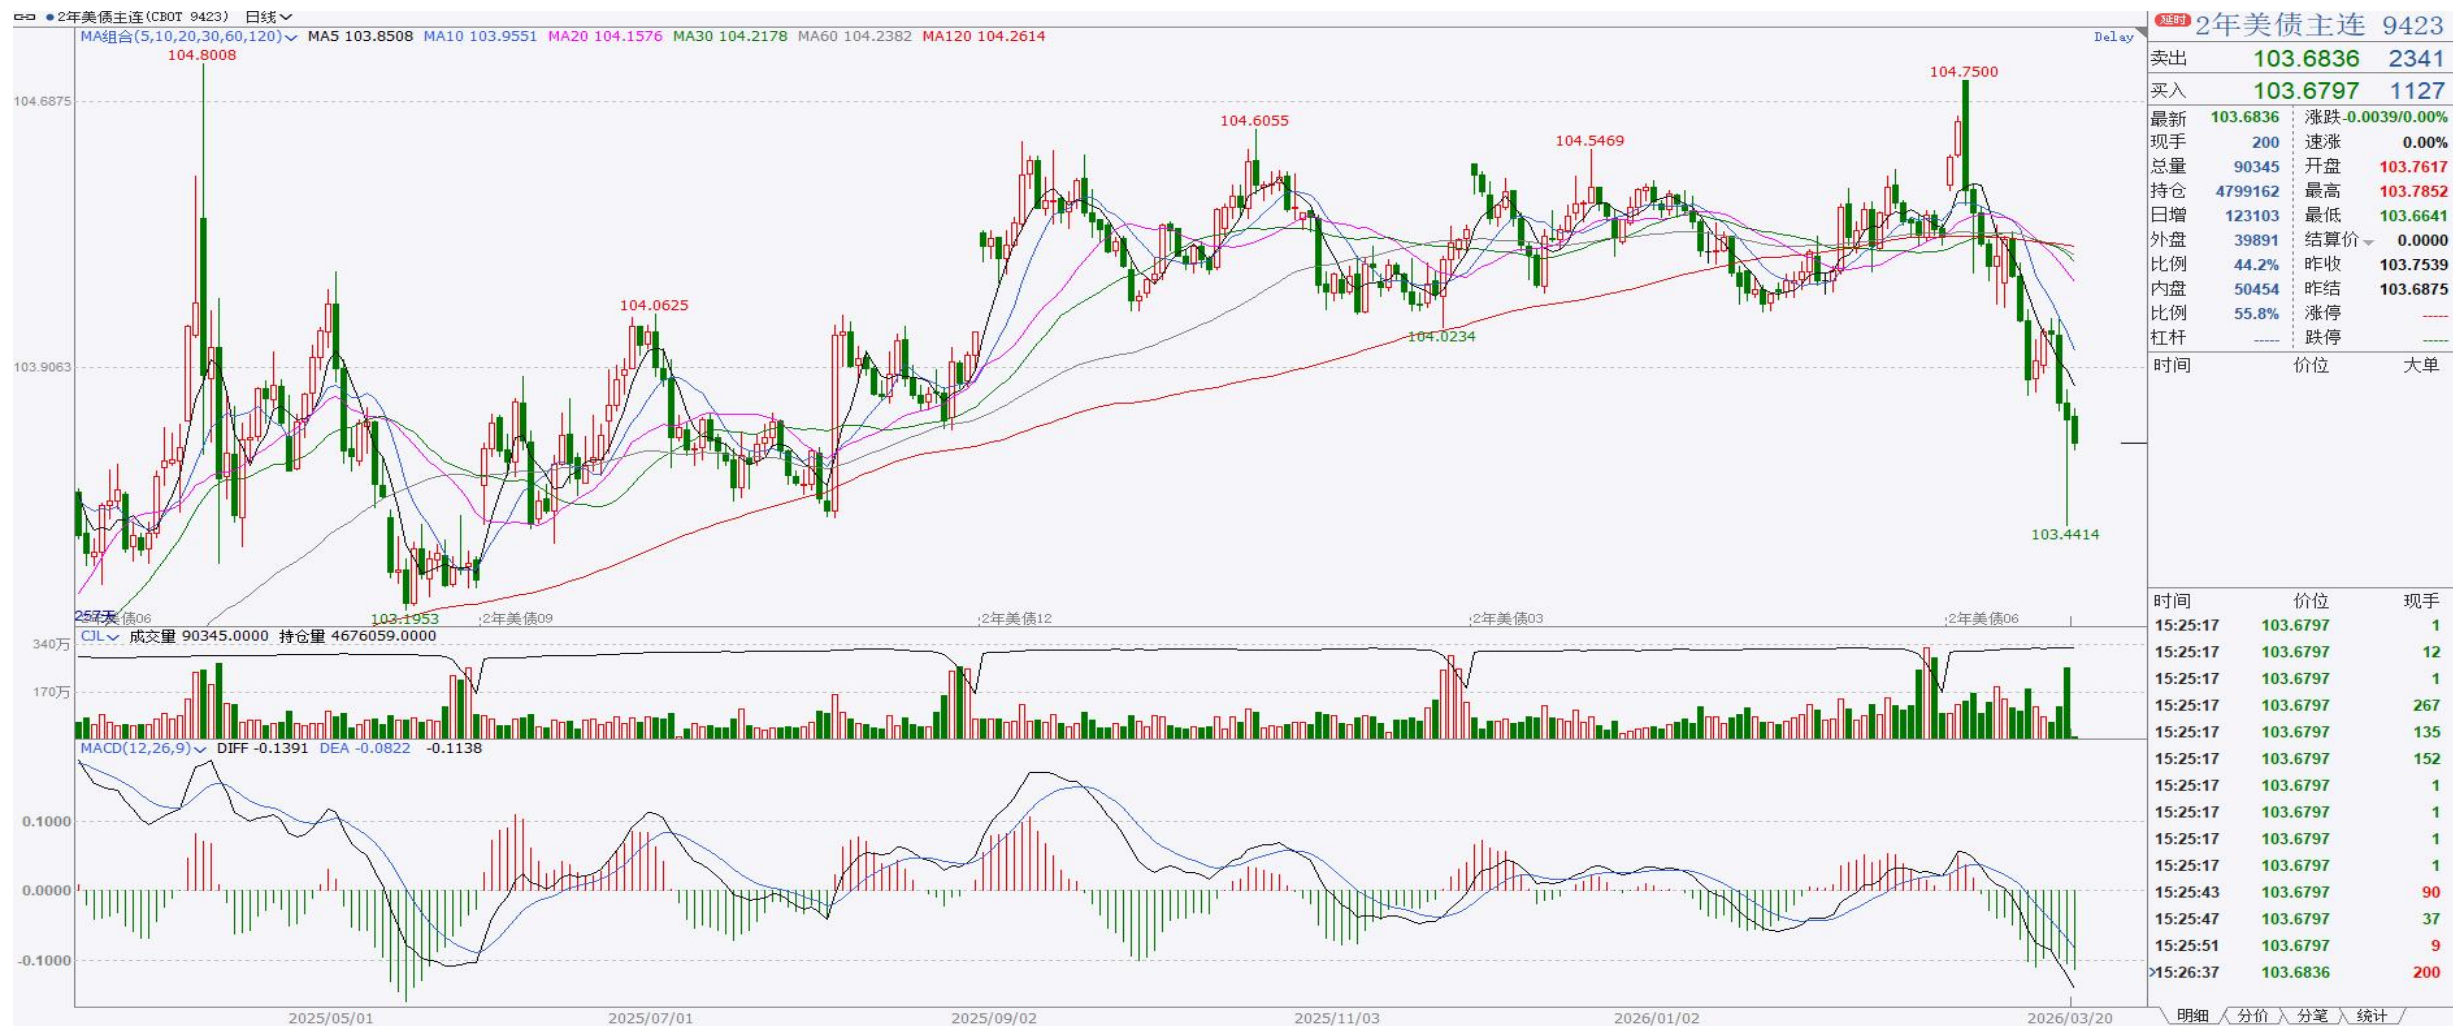 2年美债主连(CBOT 9423) 日线
MA组合(5,10,20,30,60,120) MA5 103.8508 MA10 103.9551 MA20 104.1576 MA30 104.2178 MA60 104.2382 MA120 104.2614
Delay
104.8008
104.7500
104.6875
104.6055
104.5469
104.0625
104.0234
103.9063
103.4414
257天
2年美债06
103.1953
2年美债09
2年美债12
2年美债03
2年美债06
CJL 成交量 90345.0000 持仓量 4676059.0000
340万
170万
MACD(12,26,9) DIFF -0.1391 DEA -0.0822 -0.1138
0.1000
0.0000
-0.1000
2025/05/01 2025/07/01 2025/09/02 2025/11/03 2026/01/02 2026/03/20
延时 2年美债主连 9423
卖出 103.6836 2341
买入 103.6797 1127
最新 103.6836 涨跌 -0.0039/0.00%
现手 200 速涨 0.00%
总量 90345 开盘 103.7617
持仓 4799162 最高 103.7852
日增 123103 最低 103.6641
外盘 39891 结算价 0.0000
比例 44.2% 昨收 103.7539
内盘 50454 昨结 103.6875
比例 55.8% 涨停 -----
杠杆 ----- 跌停 -----
时间 价位 大单
时间 价位 现手
15:25:17 103.6797 1
15:25:17 103.6797 12
15:25:17 103.6797 1
15:25:17 103.6797 267
15:25:17 103.6797 135
15:25:17 103.6797 152
15:25:17 103.6797 1
15:25:17 103.6797 1
15:25:17 103.6797 1
15:25:17 103.6797 1
15:25:43 103.6797 90
15:25:47 103.6797 37
15:25:51 103.6797 9
>15:26:37 103.6836 200
明细 分价 分笔 统计